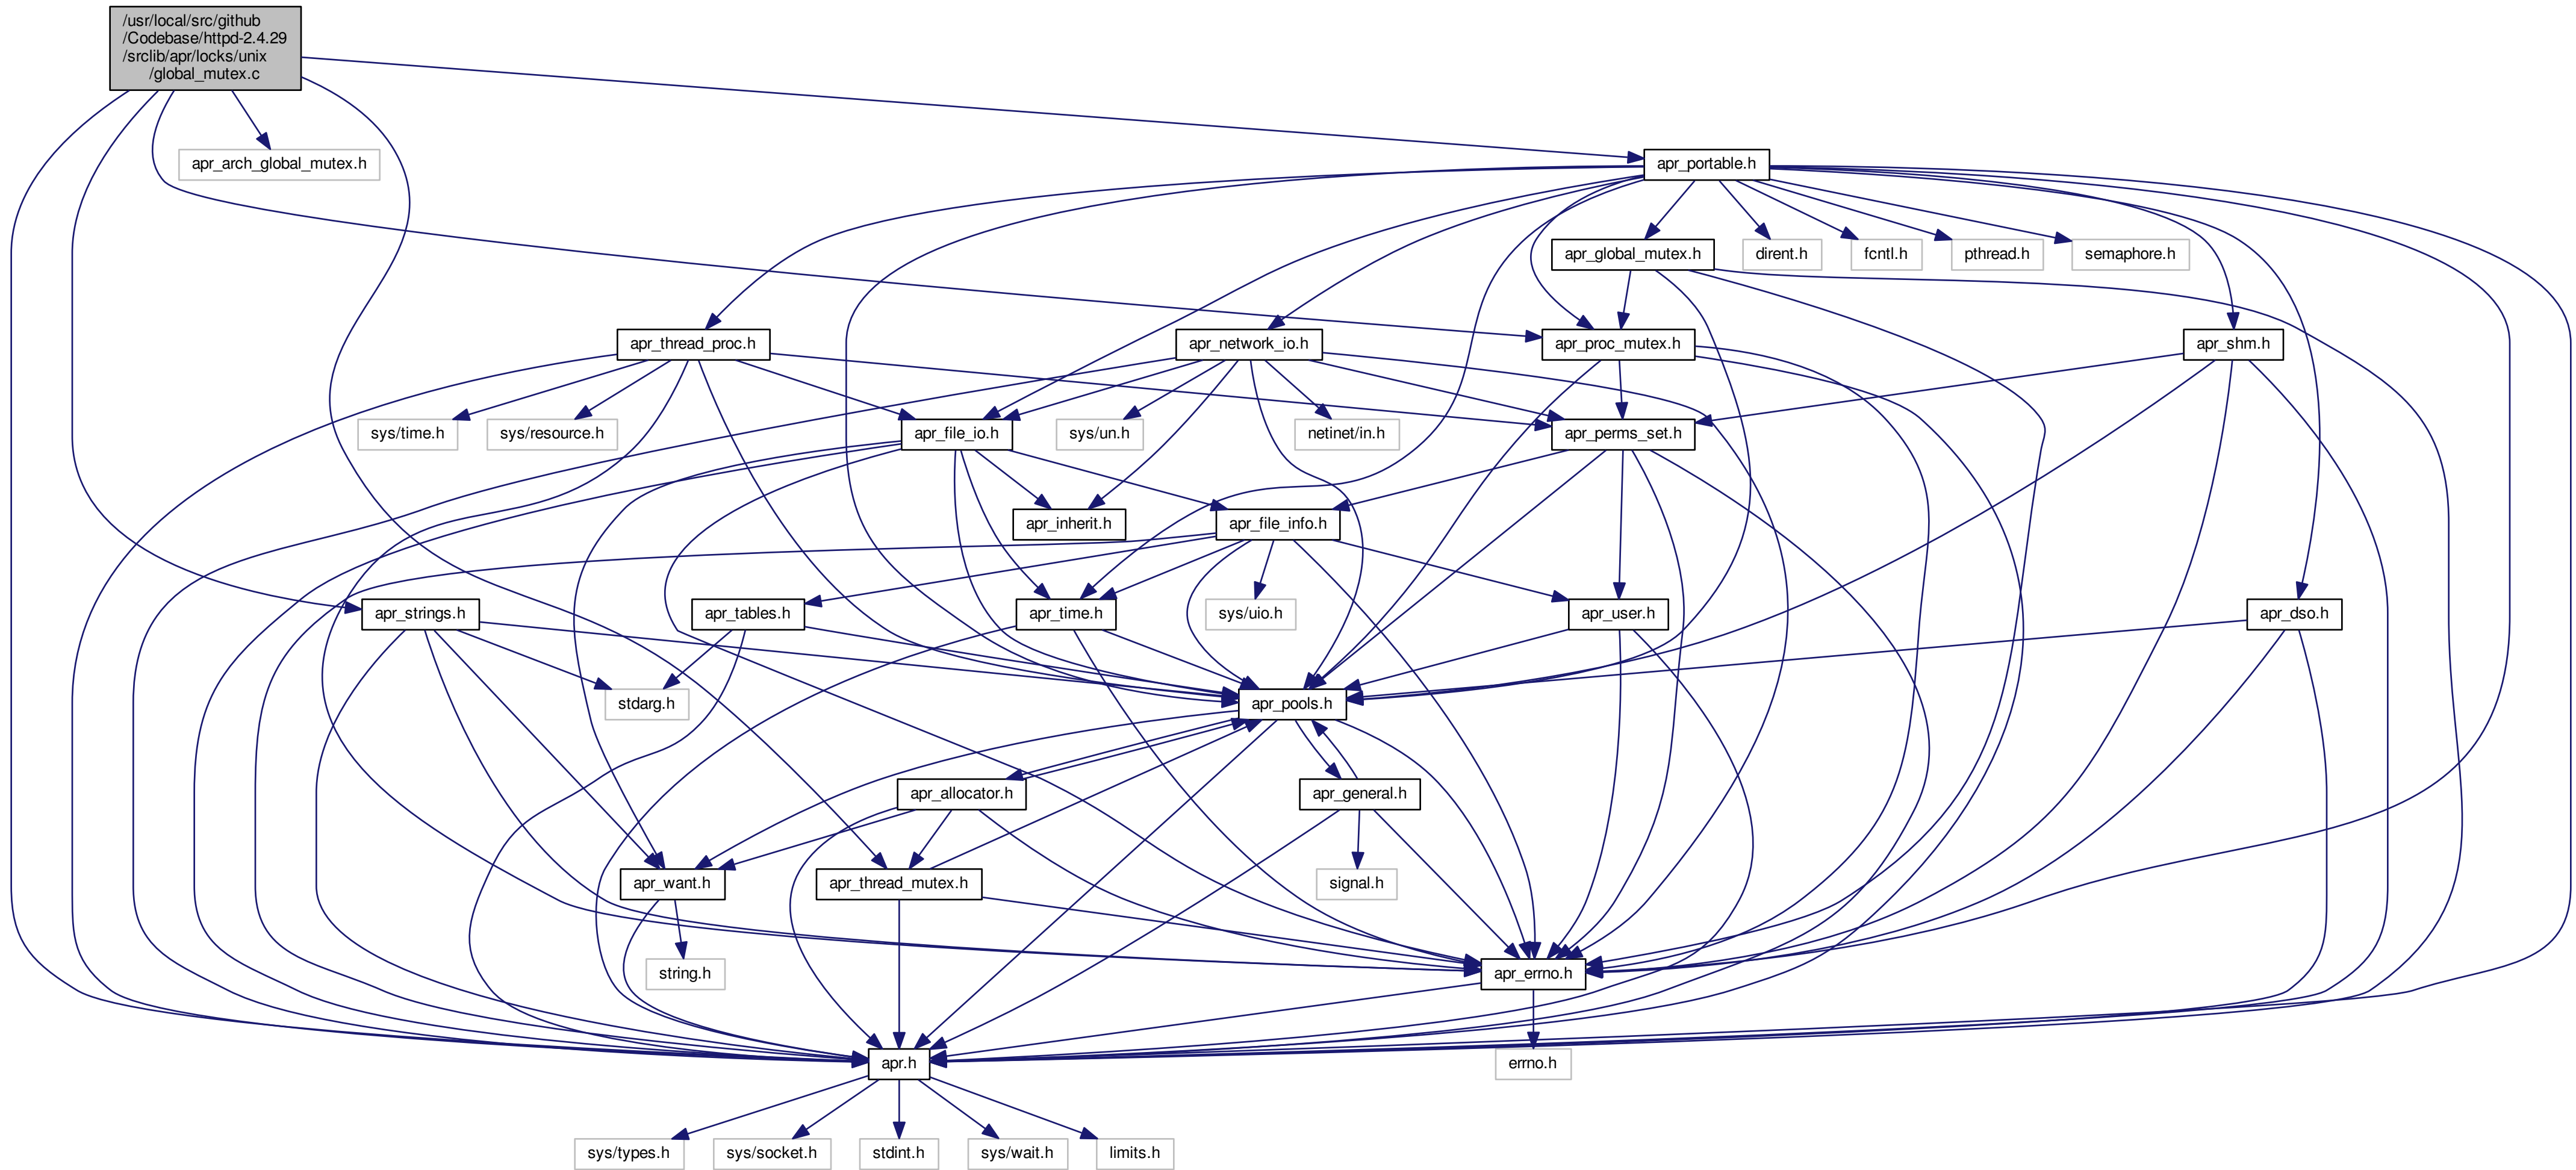 /usr/local/src/github
/Codebase/httpd-2.4.29
/srclib/apr/locks/unix
/global_mutex.c
apr_arch_global_mutex.h
apr_portable.h
apr_global_mutex.h
dirent.h
fcntl.h
pthread.h
semaphore.h
apr_thread_proc.h
apr_network_io.h
apr_proc_mutex.h
apr_shm.h
sys/time.h
sys/resource.h
apr_file_io.h
sys/un.h
netinet/in.h
apr_perms_set.h
apr_inherit.h
apr_file_info.h
apr_strings.h
apr_tables.h
apr_time.h
sys/uio.h
apr_user.h
apr_dso.h
stdarg.h
apr_pools.h
apr_allocator.h
apr_general.h
apr_want.h
apr_thread_mutex.h
signal.h
string.h
apr_errno.h
apr.h
errno.h
sys/types.h
sys/socket.h
stdint.h
sys/wait.h
limits.h